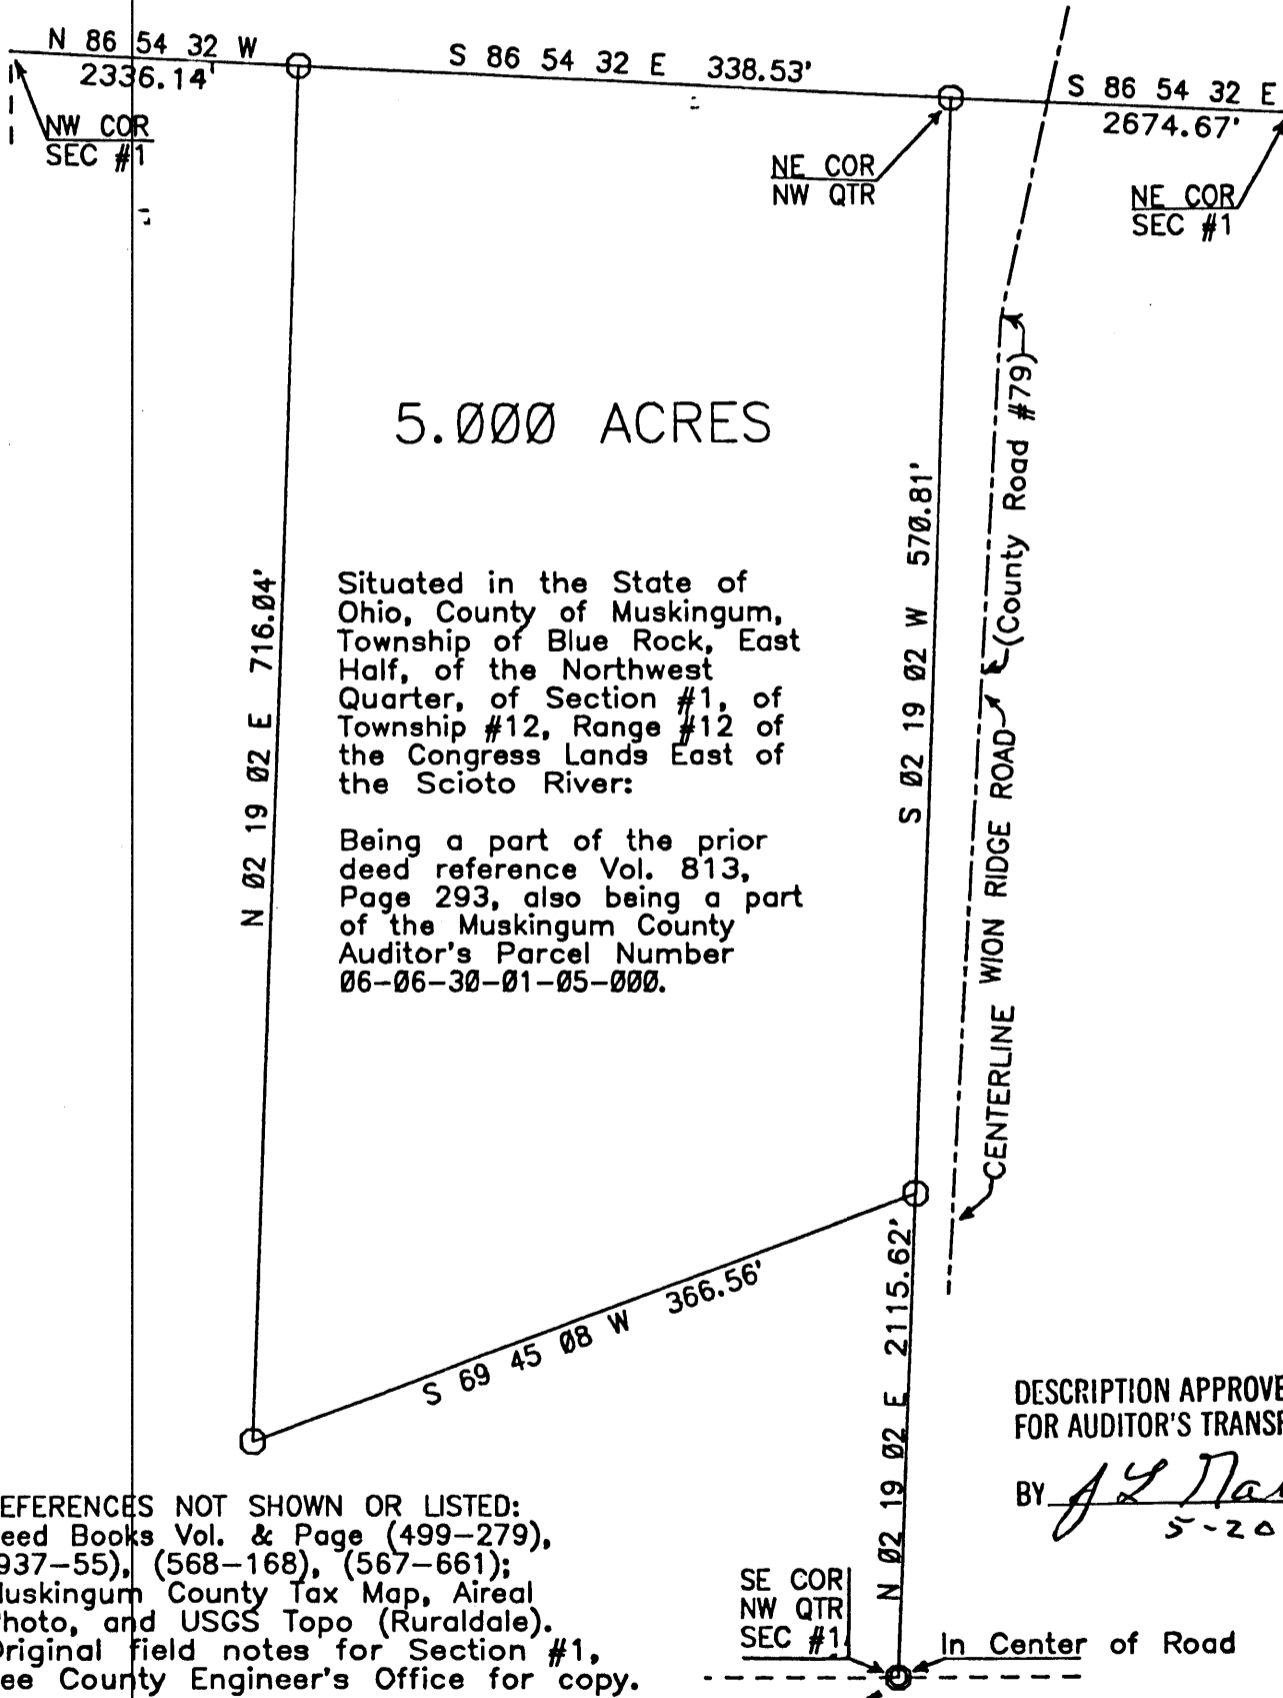 N 86 54 32 W
2336.14'
S 86 54 32 E 338.53'
S 86 54 32 E
2674.67'
NW COR
SEC #1
NE COR
NW QTR
NE COR
SEC #1
5.000 ACRES
N 02 19 02 E 716.04'
S 02 19 02 W 570.81'
CENTERLINE WION RIDGE ROAD (County Road #79)
Situated in the State of
Ohio, County of Muskingum,
Township of Blue Rock, East
Half, of the Northwest
Quarter, of Section #1, of
Township #12, Range #12 of
the Congress Lands East of
the Scioto River:
Being a part of the prior
deed reference Vol. 813,
Page 293, also being a part
of the Muskingum County
Auditor's Parcel Number
06-06-30-01-05-000.
S 69 45 08 W 366.56'
N 02 19 02 E 2115.62'
DESCRIPTION APPROVE
FOR AUDITOR'S TRANSF
BY J L
5-20
EFERENCES NOT SHOWN OR LISTED:
eed Books Vol. & Page (499-279),
937-55), (568-168), (567-661);
uskingum County Tax Map, Aireal
hoto, and USGS Topo (Ruraldale).
riginal field notes for Section #1,
ee County Engineer's Office for copy.
SE COR
NW QTR
SEC #1
In Center of Road